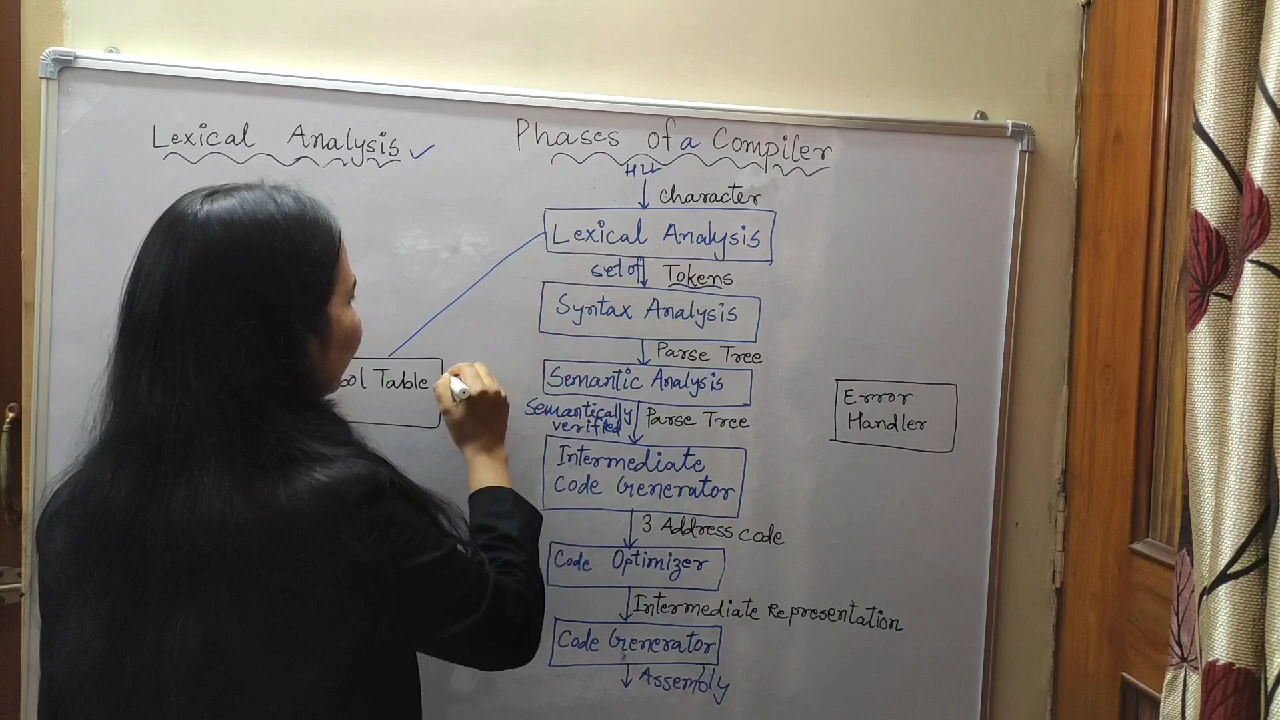 Lexical Analysis
Phases of a Compiler
HLL
character
Lexical Analysis
set of Tokens
Syntax Analysis
Parse Tree
Semantic Analysis
Semantically verified
Parse Tree
Intermediate
Code Generator
3 Address code
Code Optimizer
Intermediate Representation
Code Generator
Assembly
Table
Error
Handler